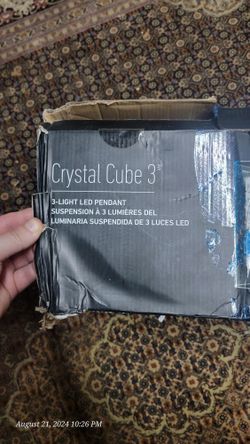 Crystal Cube 3
3-LIGHT LED PENDANT
SUSPENSION À 3 LUMIÈRES DEL
LUMINARIA SUSPENDIDA DE 3 LUCES LED
August 21, 2024 10:26 PM